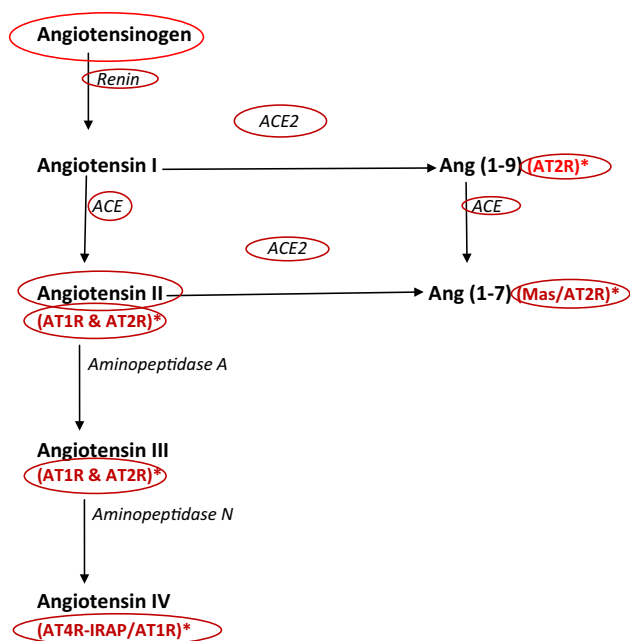 Angiotensinogen
Renin
ACE2
Angiotensin I
Ang (1-9) (AT2R)*
ACE
ACE
ACE2
Angiotensin II
Ang (1-7) (Mas/AT2R)*
(AT1R & AT2R)*
Aminopeptidase A
Angiotensin III
(AT1R & AT2R)*
Aminopeptidase N
Angiotensin IV
(AT4R-IRAP/AT1R)*